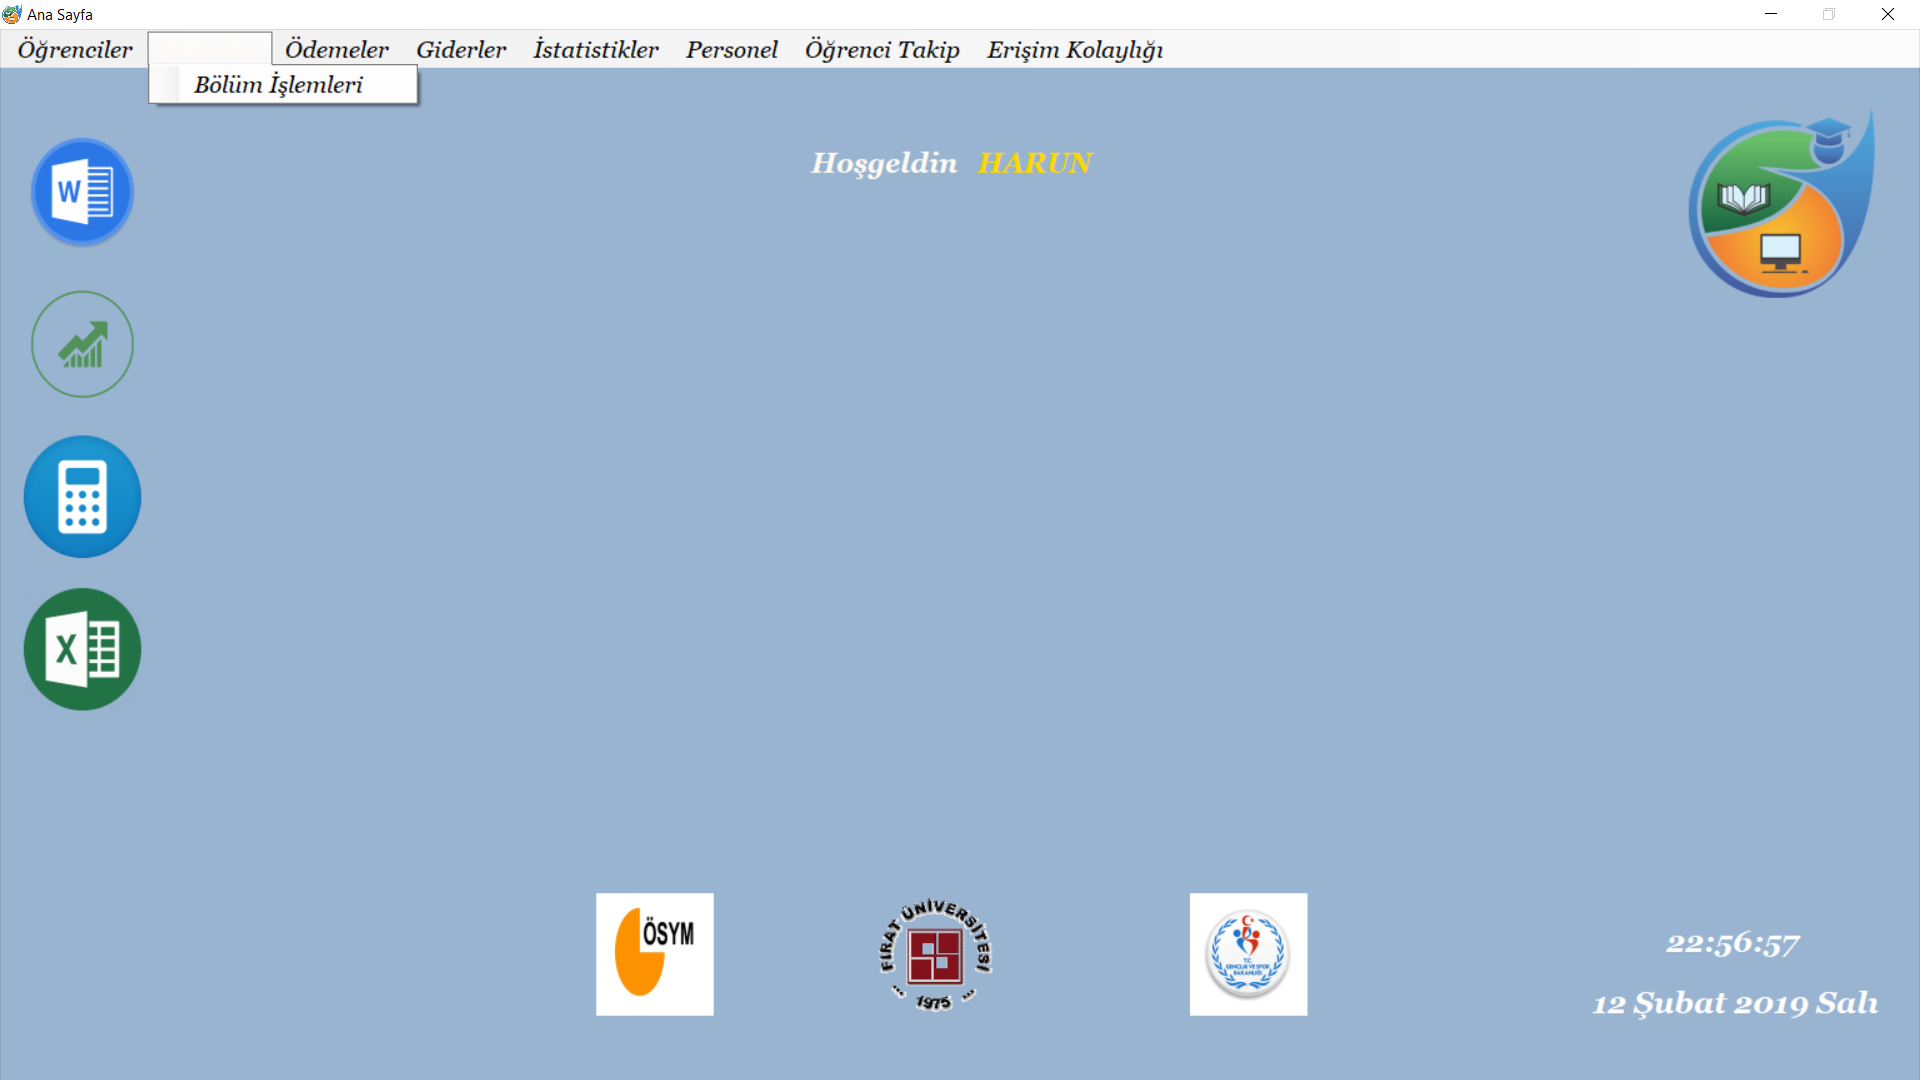 Ana Sayfa
Öğrenciler Ödemeler Giderler İstatistikler Personel Öğrenci Takip Erişim Kolaylığı
Bölüm İşlemleri
Hoşgeldin HARUN
W
X
ÖSYM
FIRAT ÜNİVERSİTESİ
1975
T.C.
GENÇLİK VE SPOR
BAKANLIĞI
22:56:57
12 Şubat 2019 Salı